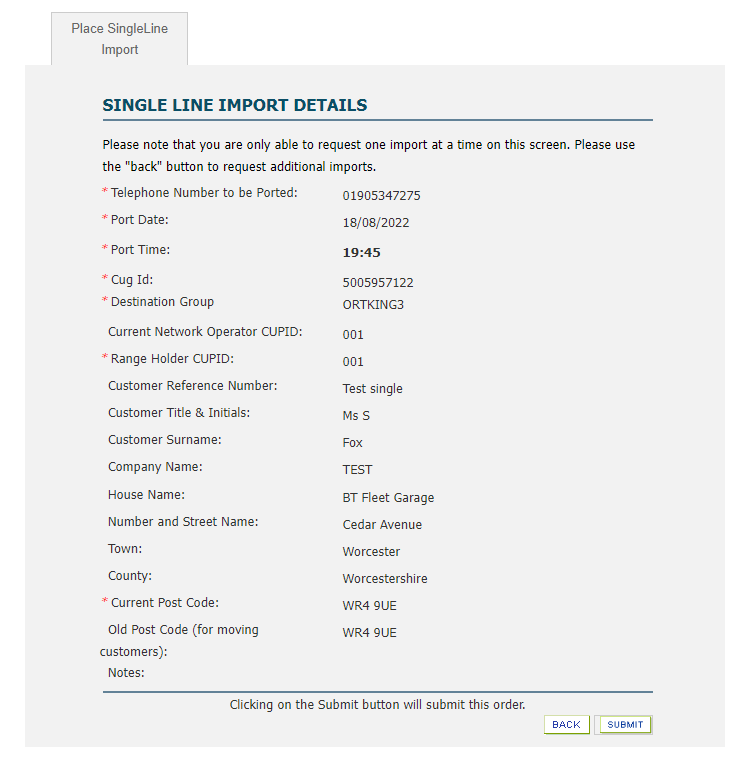 Place SingleLine
Import
SINGLE LINE IMPORT DETAILS
Please note that you are only able to request one import at a time on this screen. Please use
the "back" button to request additional imports.
* Telephone Number to be Ported: 01905347275
* Port Date: 18/08/2022
* Port Time: 19:45
* Cug Id: 5005957122
* Destination Group ORTKING3
Current Network Operator CUPID: 001
* Range Holder CUPID: 001
Customer Reference Number: Test single
Customer Title & Initials: Ms S
Customer Surname: Fox
Company Name: TEST
House Name: BT Fleet Garage
Number and Street Name: Cedar Avenue
Town: Worcester
County: Worcestershire
* Current Post Code: WR4 9UE
Old Post Code (for moving WR4 9UE
customers):
Notes:
Clicking on the Submit button will submit this order.
BACK SUBMIT